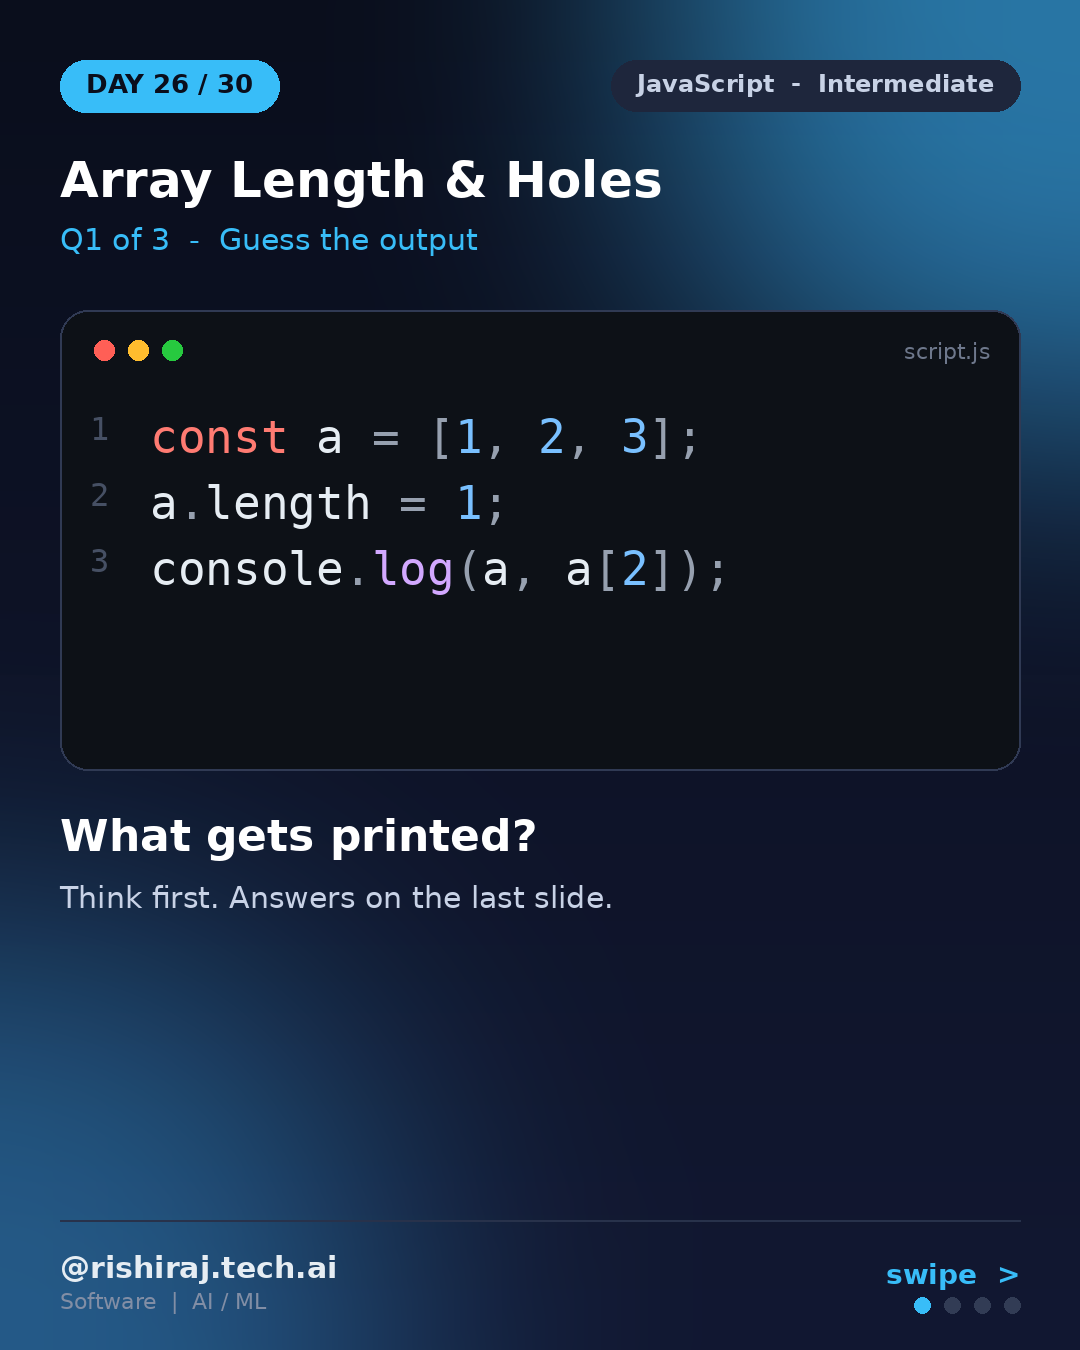 DAY 26 / 30
JavaScript - Intermediate
Array Length & Holes
Q1 of 3 - Guess the output
script.js
1 const a = [1, 2, 3];
2 a.length = 1;
3 console.log(a, a[2]);
What gets printed?
Think first. Answers on the last slide.
@rishiraj.tech.ai
Software | AI / ML
swipe >